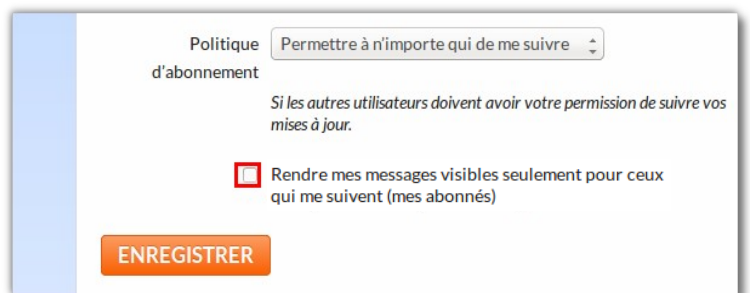 Politique Permettre à n'importe qui de me suivre
d'abonnement
Si les autres utilisateurs doivent avoir votre permission de suivre vos
mises à jour.
Rendre mes messages visibles seulement pour ceux
qui me suivent (mes abonnés)
ENREGISTRER